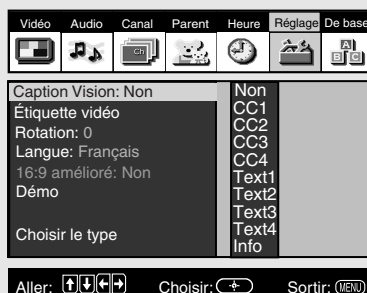 Vidéo Audio Canal Parent Heure Réglage De base
Ch
A
B C
Caption Vision: Non
Étiquette vidéo
Rotation: 0
Langue: Français
16:9 amélioré: Non
Démo
Choisir le type
Non
CC1
CC2
CC3
CC4
Text1
Text2
Text3
Text4
Info
Aller: Choisir: Sortir: MENU